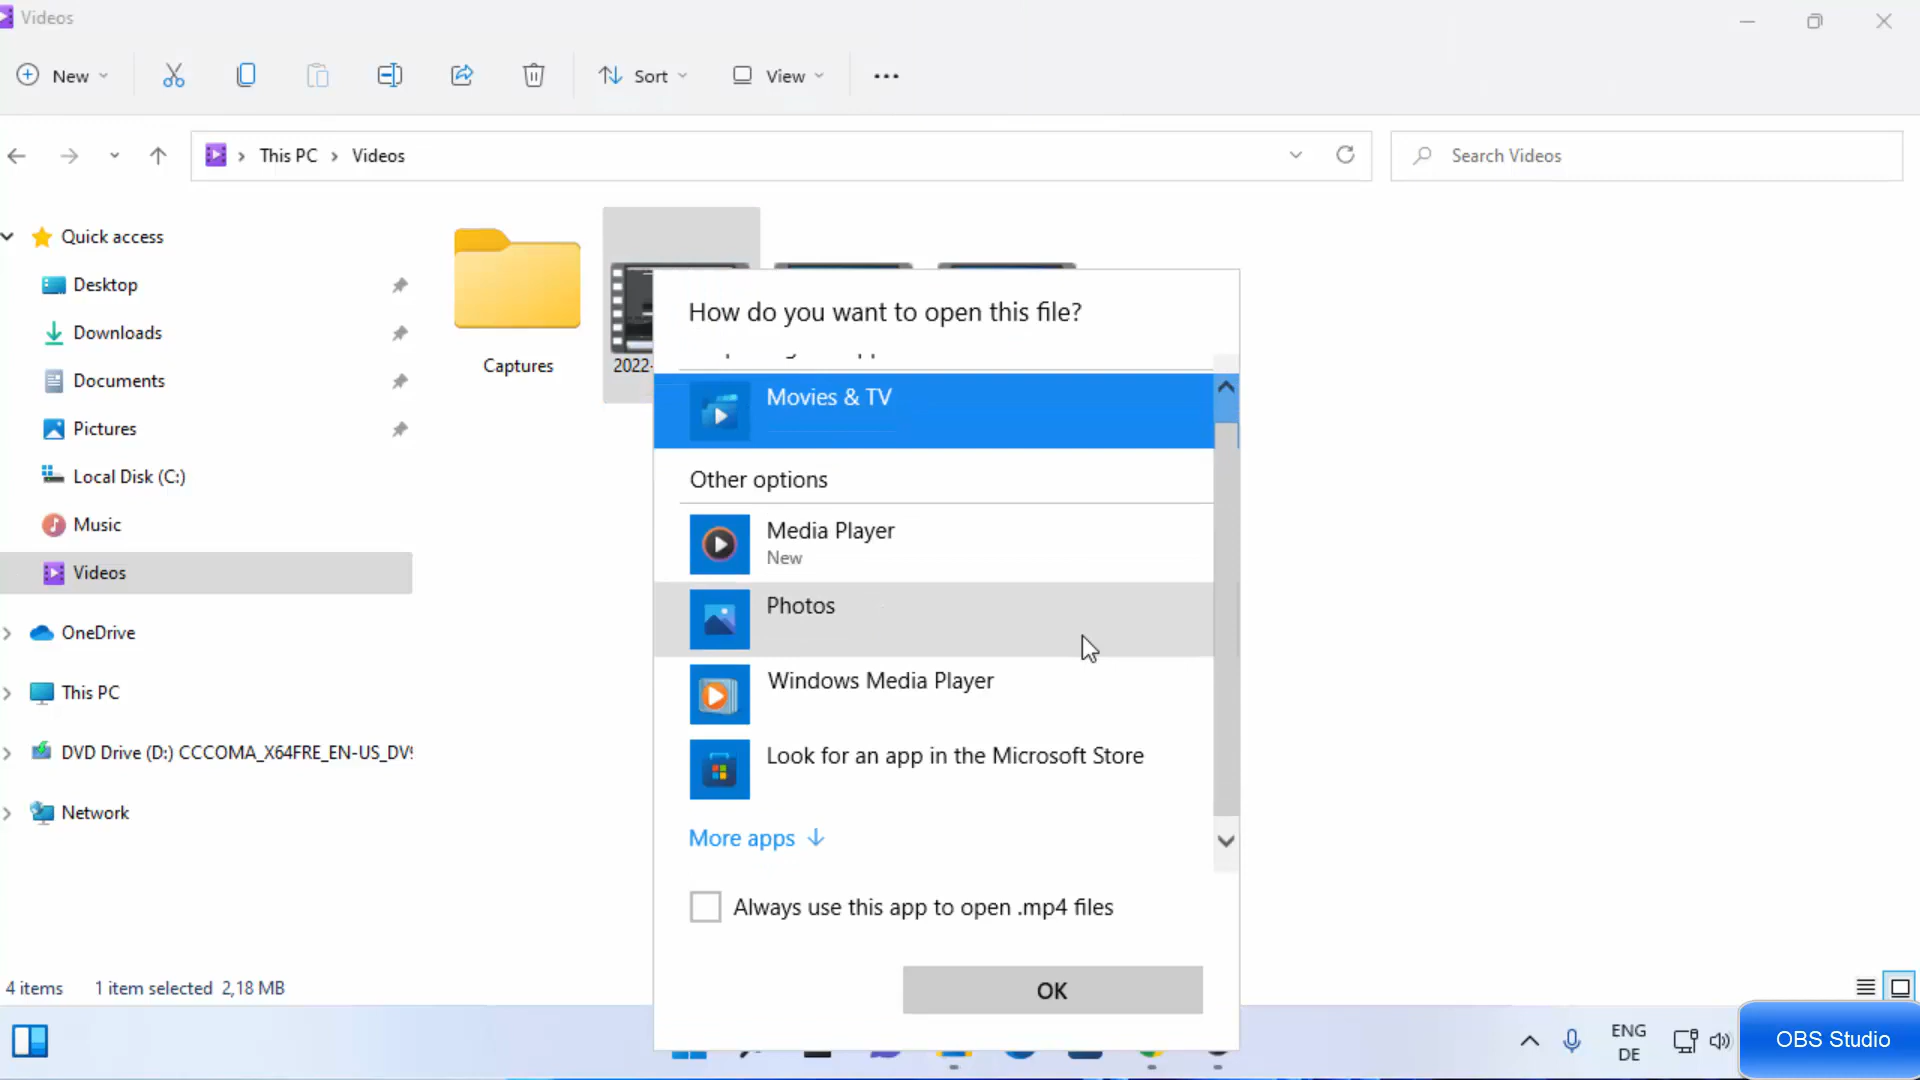 Videos
New
Sort
View
This PC
Videos
Search Videos
Quick access
Desktop
Downloads
Documents
Pictures
Local Disk (C:)
Music
Videos
OneDrive
This PC
DVD Drive (D:) CCCOMA_X64FRE_EN-US_DV
Network
Captures
2022-
How do you want to open this file?
Movies & TV
Other options
Media Player
New
Photos
Windows Media Player
Look for an app in the Microsoft Store
More apps
Always use this app to open .mp4 files
OK
4 items
1 item selected 2,18 MB
ENG
DE
OBS Studio